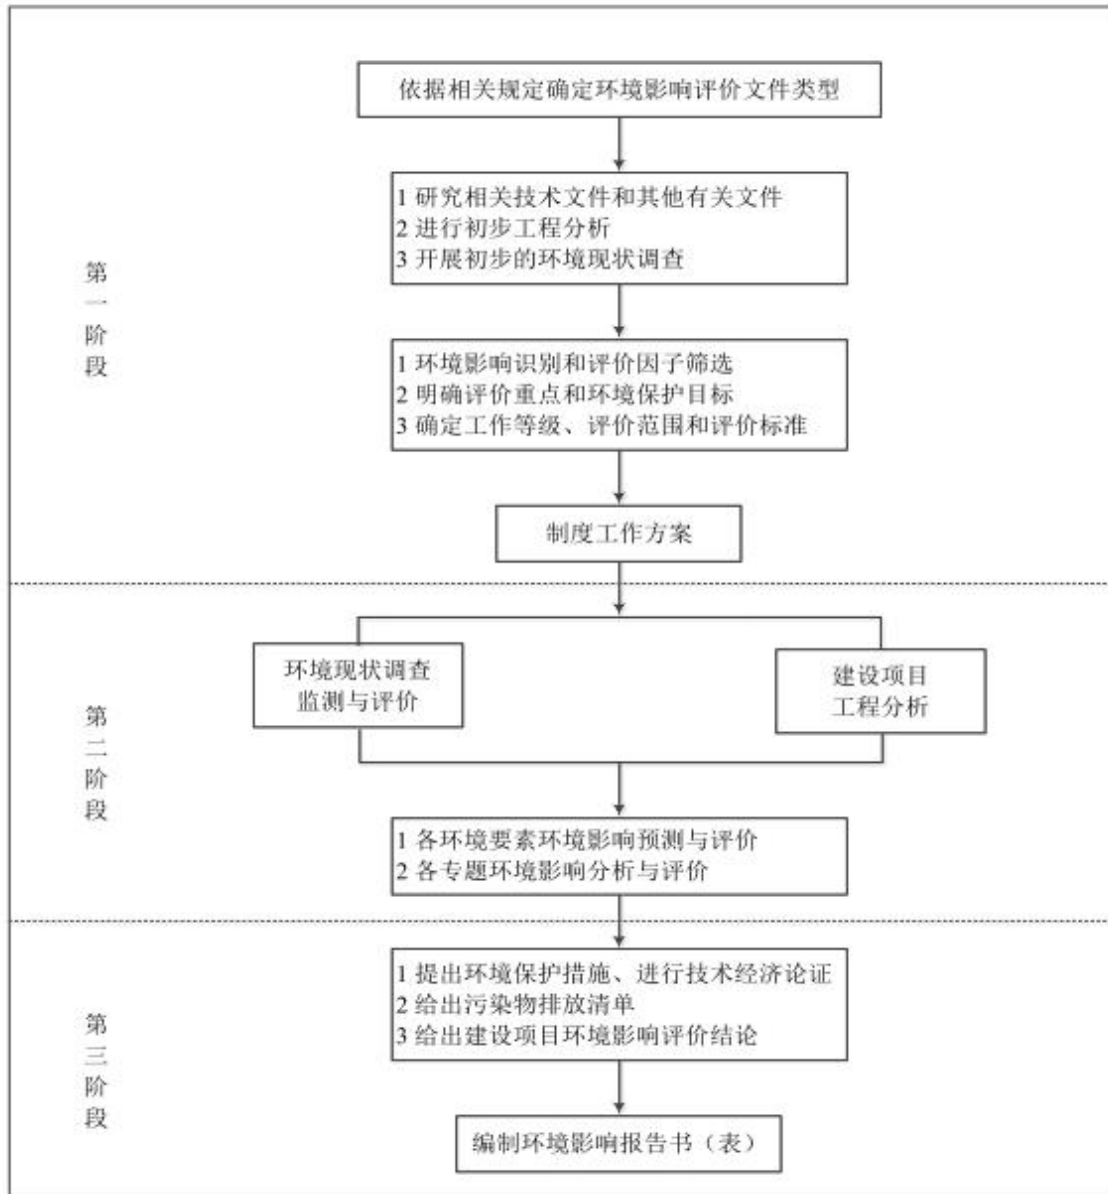 依据相关规定确定环境影响评价文件类型
1 研究相关技术文件和其他有关文件
2 进行初步工程分析
3 开展初步的环境现状调查
第一阶段
1 环境影响识别和评价因子筛选
2 明确评价重点和环境保护目标
3 确定工作等级、评价范围和评价标准
制度工作方案
环境现状调查
监测与评价
建设项目
工程分析
第二阶段
1 各环境要素环境影响预测与评价
2 各专题环境影响分析与评价
1 提出环境保护措施、进行技术经济论证
2 给出污染物排放清单
3 给出建设项目环境影响评价结论
第三阶段
编制环境影响报告书（表）